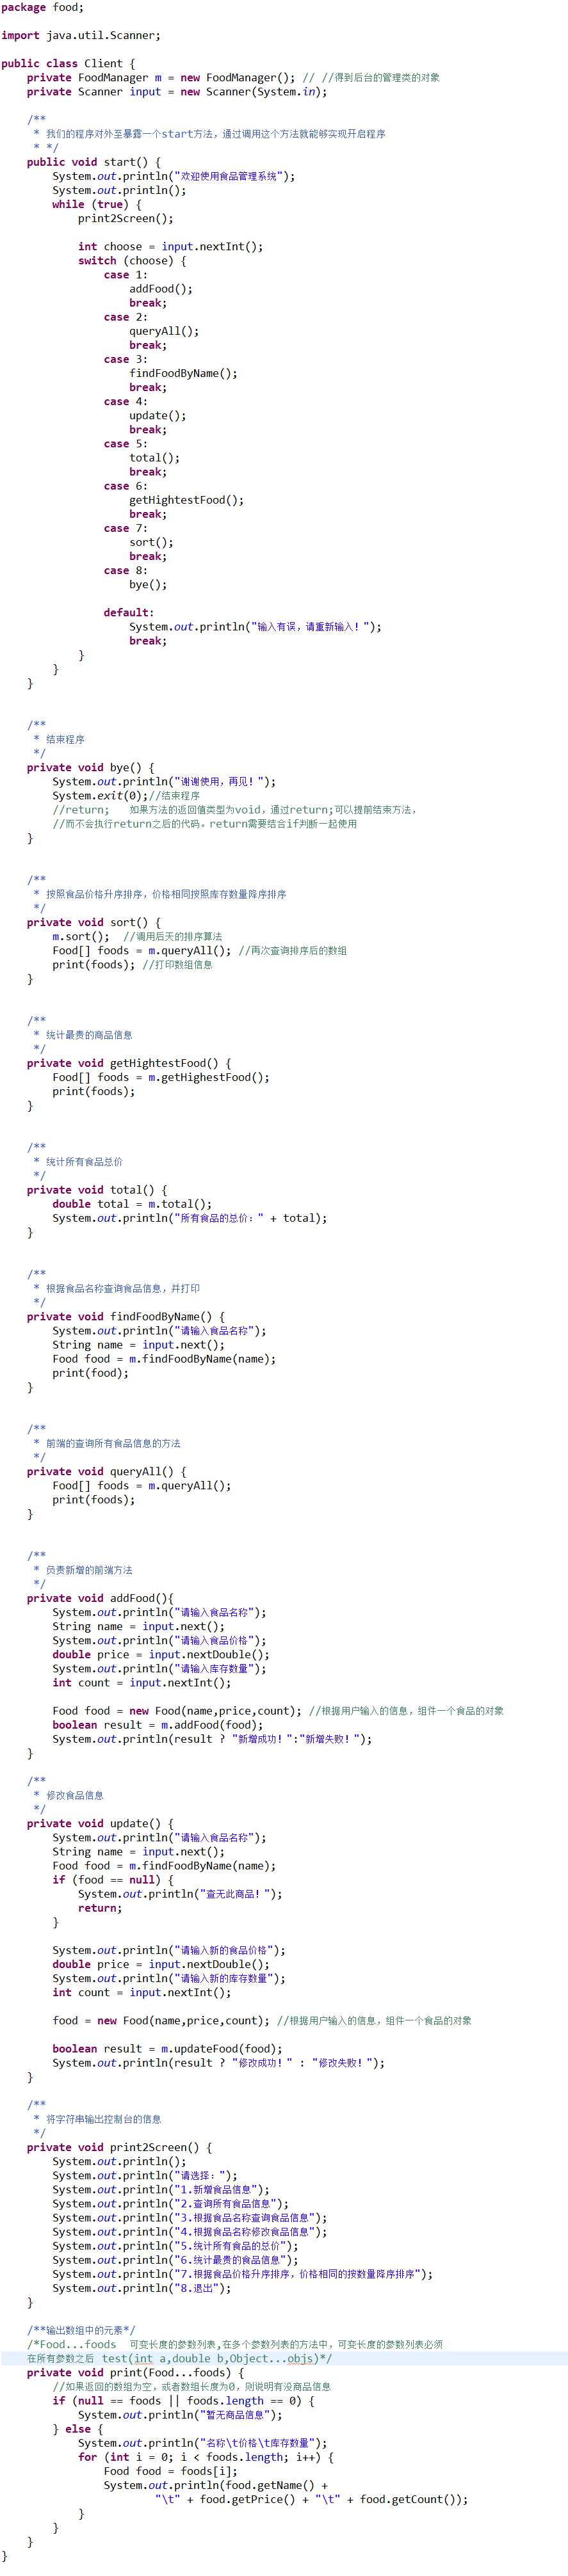 package food;
import java.util.Scanner;
public class Client {
    private FoodManager m = new FoodManager(); // //得到后台的管理类的对象
    private Scanner input = new Scanner(System.in);
    /**
     * 我们的程序对外至暴露一个start方法，通过调用这个方法就能够实现开启程序
     * */
    public void start() {
        System.out.println("欢迎使用食品管理系统");
        System.out.println();
        while (true) {
            print2Screen();
            int choose = input.nextInt();
            switch (choose) {
                case 1:
                    addFood();
                    break;
                case 2:
                    queryAll();
                    break;
                case 3:
                    findFoodByName();
                    break;
                case 4:
                    update();
                    break;
                case 5:
                    total();
                    break;
                case 6:
                    getHightestFood();
                    break;
                case 7:
                    sort();
                    break;
                case 8:
                    bye();
                default:
                    System.out.println("输入有误，请重新输入！");
                    break;
            }
        }
    }
    /**
     * 结束程序
     */
    private void bye() {
        System.out.println("谢谢使用，再见！");
        System.exit(0);//结束程序
        //return;   如果方法的返回值类型为void，通过return;可以提前结束方法，
        //而不会执行return之后的代码。return需要结合if判断一起使用
    }
    /**
     * 按照食品价格升序排序，价格相同按照库存数量降序排序
     */
    private void sort() {
        m.sort();  //调用后天的排序算法
        Food[] foods = m.queryAll(); //再次查询排序后的数组
        print(foods); //打印数组信息
    }
    /**
     * 统计最贵的商品信息
     */
    private void getHightestFood() {
        Food[] foods = m.getHighestFood();
        print(foods);
    }
    /**
     * 统计所有食品总价
     */
    private void total() {
        double total = m.total();
        System.out.println("所有食品的总价：" + total);
    }
    /**
     * 根据食品名称查询食品信息，并打印
     */
    private void findFoodByName() {
        System.out.println("请输入食品名称");
        String name = input.next();
        Food food = m.findFoodByName(name);
        print(food);
    }
    /**
     * 前端的查询所有食品信息的方法
     */
    private void queryAll() {
        Food[] foods = m.queryAll();
        print(foods);
    }
    /**
     * 负责新增的前端方法
     */
    private void addFood(){
        System.out.println("请输入食品名称");
        String name = input.next();
        System.out.println("请输入食品价格");
        double price = input.nextDouble();
        System.out.println("请输入库存数量");
        int count = input.nextInt();
        Food food = new Food(name,price,count); //根据用户输入的信息，组件一个食品的对象
        boolean result = m.addFood(food);
        System.out.println(result ? "新增成功！":"新增失败！");
    }
    /**
     * 修改食品信息
     */
    private void update() {
        System.out.println("请输入食品名称");
        String name = input.next();
        Food food = m.findFoodByName(name);
        if (food == null) {
            System.out.println("查无此商品！");
            return;
        }
        System.out.println("请输入新的食品价格");
        double price = input.nextDouble();
        System.out.println("请输入新的库存数量");
        int count = input.nextInt();
        food = new Food(name,price,count); //根据用户输入的信息，组件一个食品的对象
        boolean result = m.updateFood(food);
        System.out.println(result ? "修改成功！" : "修改失败！");
    }
    /**
     * 将字符串输出控制台的信息
     */
    private void print2Screen() {
        System.out.println();
        System.out.println("请选择：");
        System.out.println("1.新增食品信息");
        System.out.println("2.查询所有食品信息");
        System.out.println("3.根据食品名称查询食品信息");
        System.out.println("4.根据食品名称修改食品信息");
        System.out.println("5.统计所有食品的总价");
        System.out.println("6.统计最贵的食品信息");
        System.out.println("7.根据食品价格升序排序，价格相同的按数量降序排序");
        System.out.println("8.退出");
    }
    /**输出数组中的元素*/
    /*Food...foods  可变长度的参数列表,在多个参数列表的方法中，可变长度的参数列表必须
    在所有参数之后 test(int a,double b,Object...objs)*/
    private void print(Food...foods) {
        //如果返回的数组为空，或者数组长度为0，则说明有没商品信息
        if (null == foods || foods.length == 0) {
            System.out.println("暂无商品信息");
        } else {
            System.out.println("名称\t价格\t库存数量");
            for (int i = 0; i < foods.length; i++) {
                Food food = foods[i];
                System.out.println(food.getName() +
                        "\t" + food.getPrice() + "\t" + food.getCount());
            }
        }
    }
}